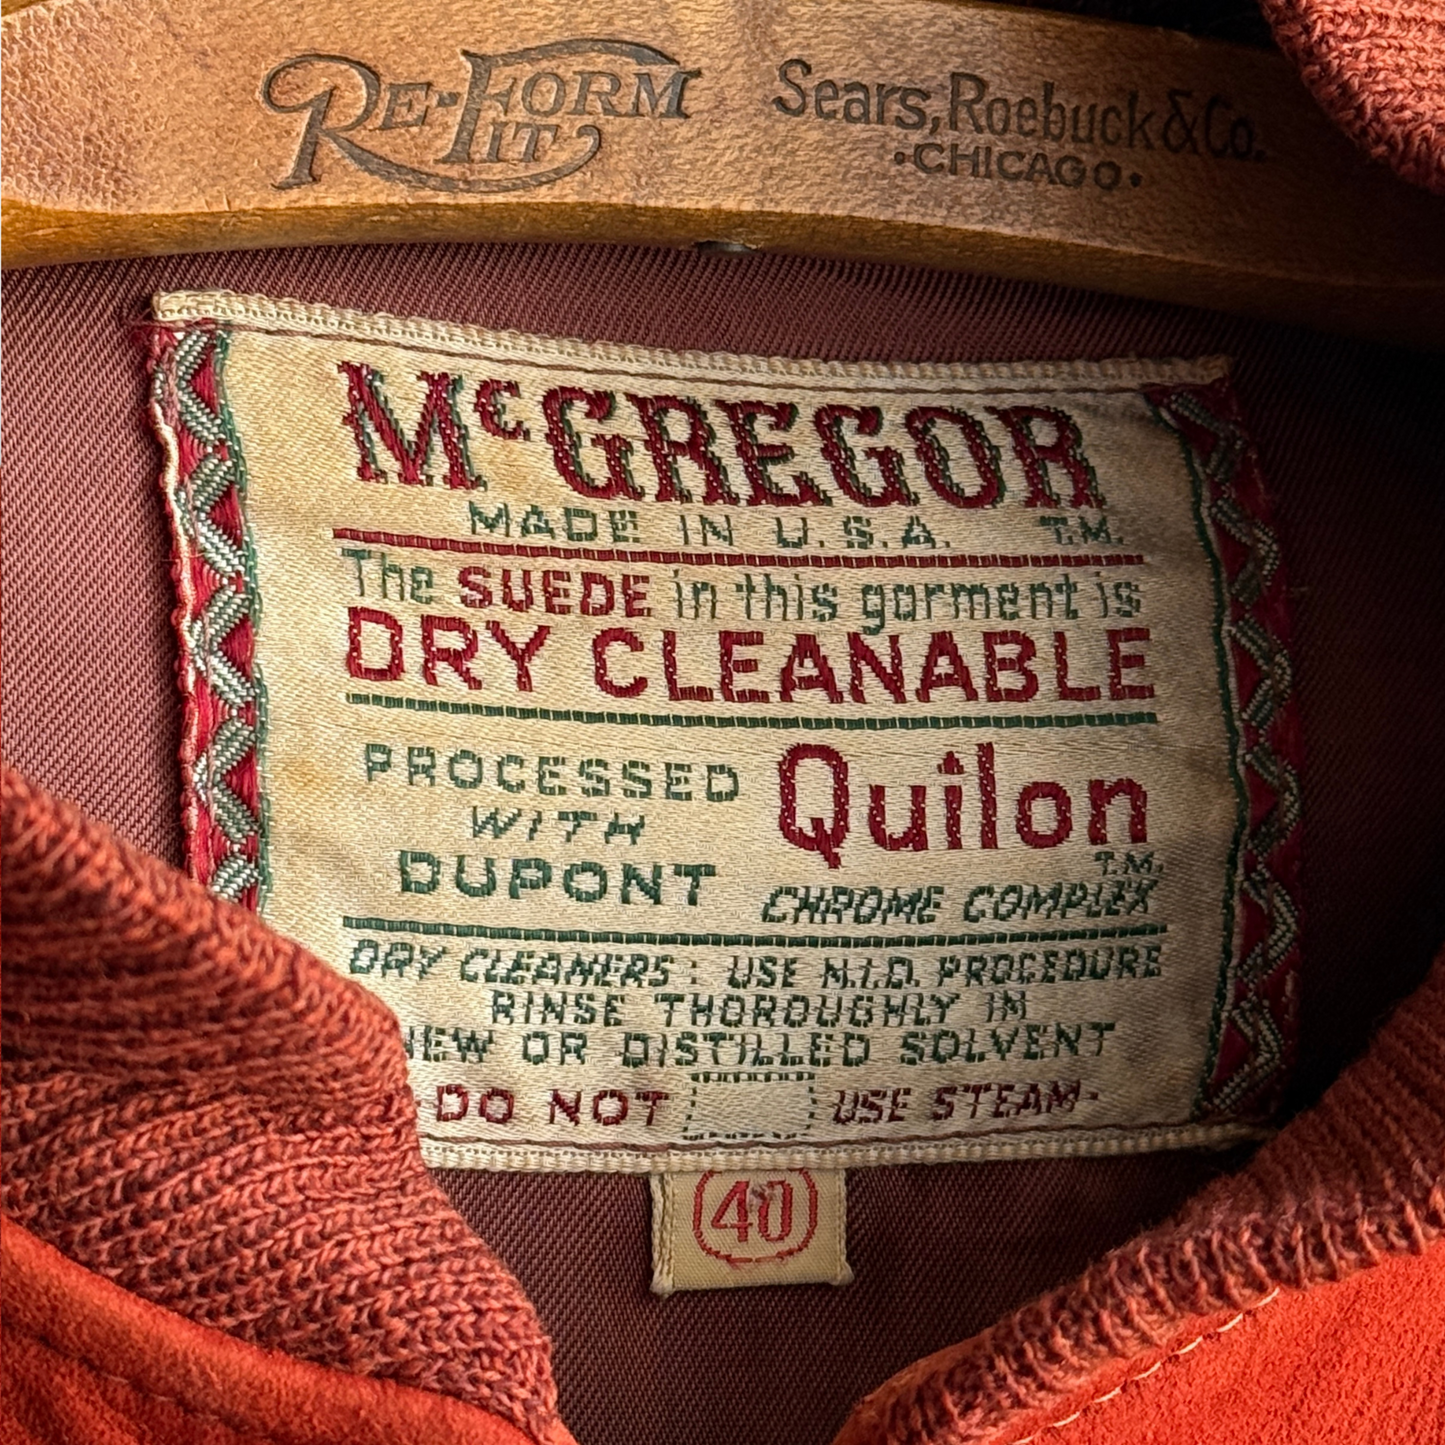 RE-FORM
FIT
Sears, Roebuck & Co.
·CHICAGO·
McGREGOR
MADE IN U.S.A. T.M.
The SUEDE in this garment is
DRY CLEANABLE
PROCESSED
WITH
DUPONT
Quilon
T.M.
CHROME COMPLEX
DRY CLEANERS: USE N.I.D. PROCEDURE
RINSE THOROUGHLY IN
NEW OR DISTILLED SOLVENT
DO NOT USE STEAM-
40